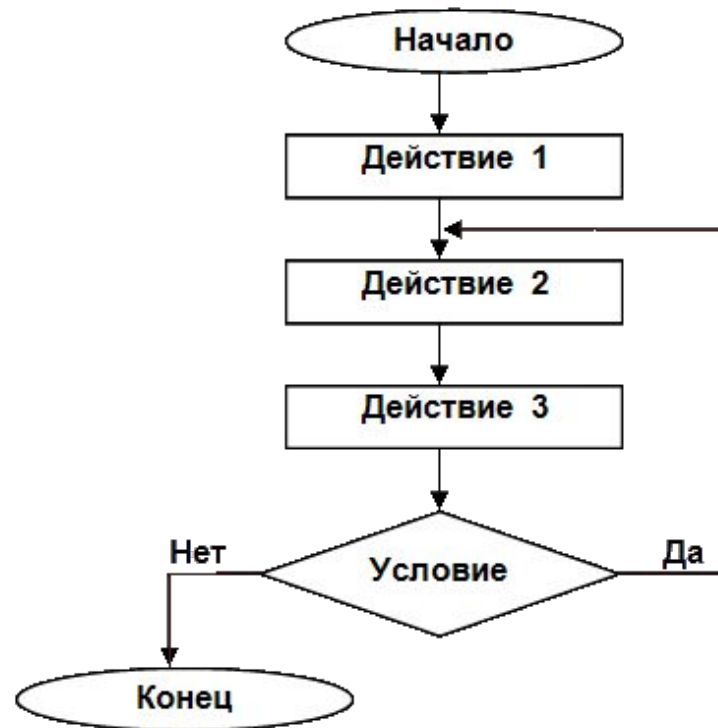 Начало
Действие 1
Действие 2
Действие 3
Нет
Условие
Да
Конец